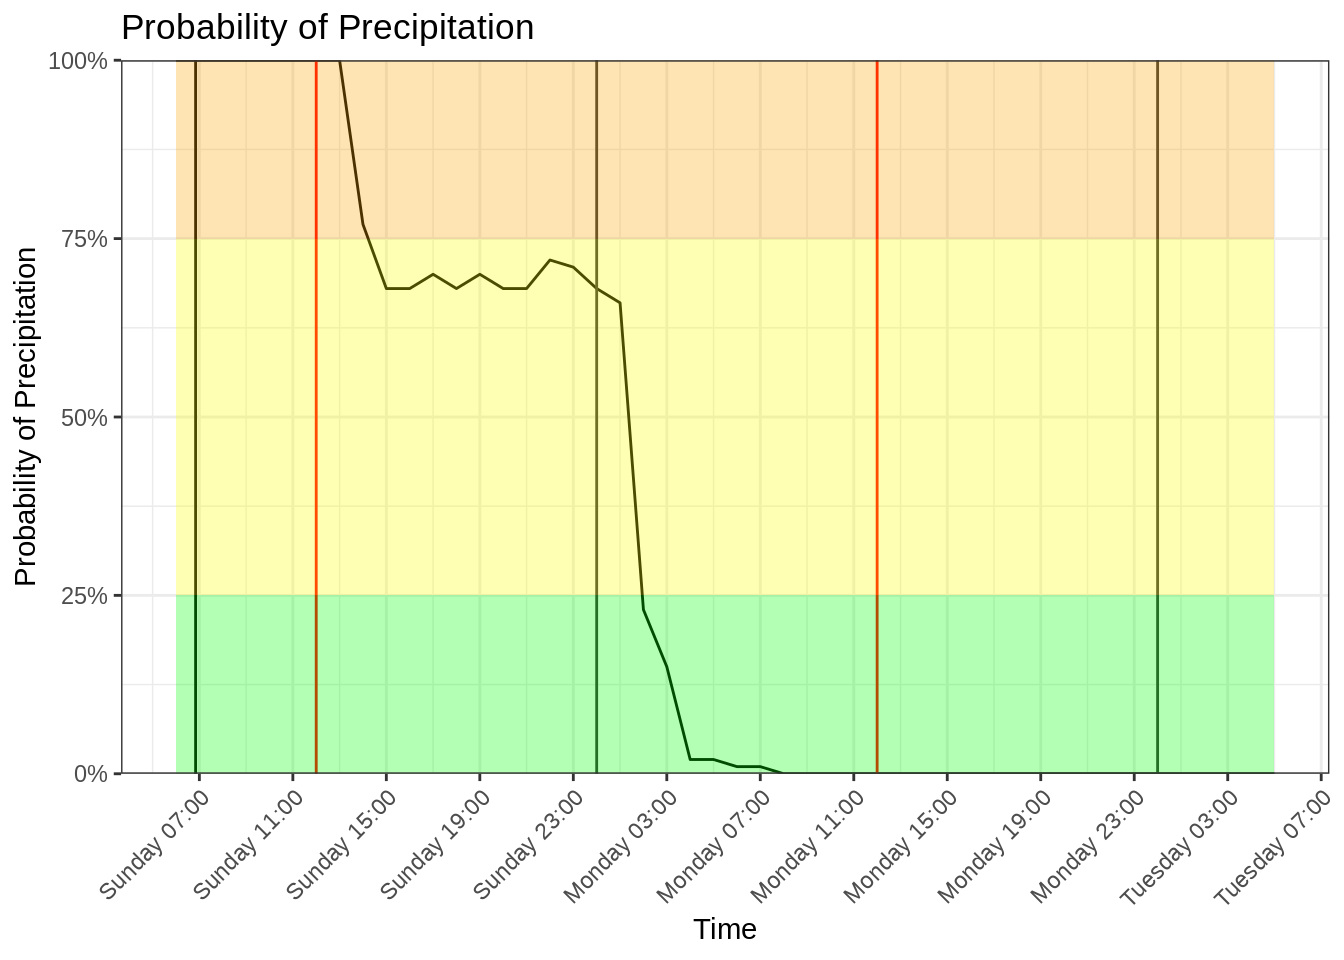 Probability of Precipitation
Probability of Precipitation
100%
75%
50%
25%
0%
Sunday 07:00
Sunday 11:00
Sunday 15:00
Sunday 19:00
Sunday 23:00
Monday 03:00
Monday 07:00
Monday 11:00
Monday 15:00
Monday 19:00
Monday 23:00
Tuesday 03:00
Tuesday 07:00
Time